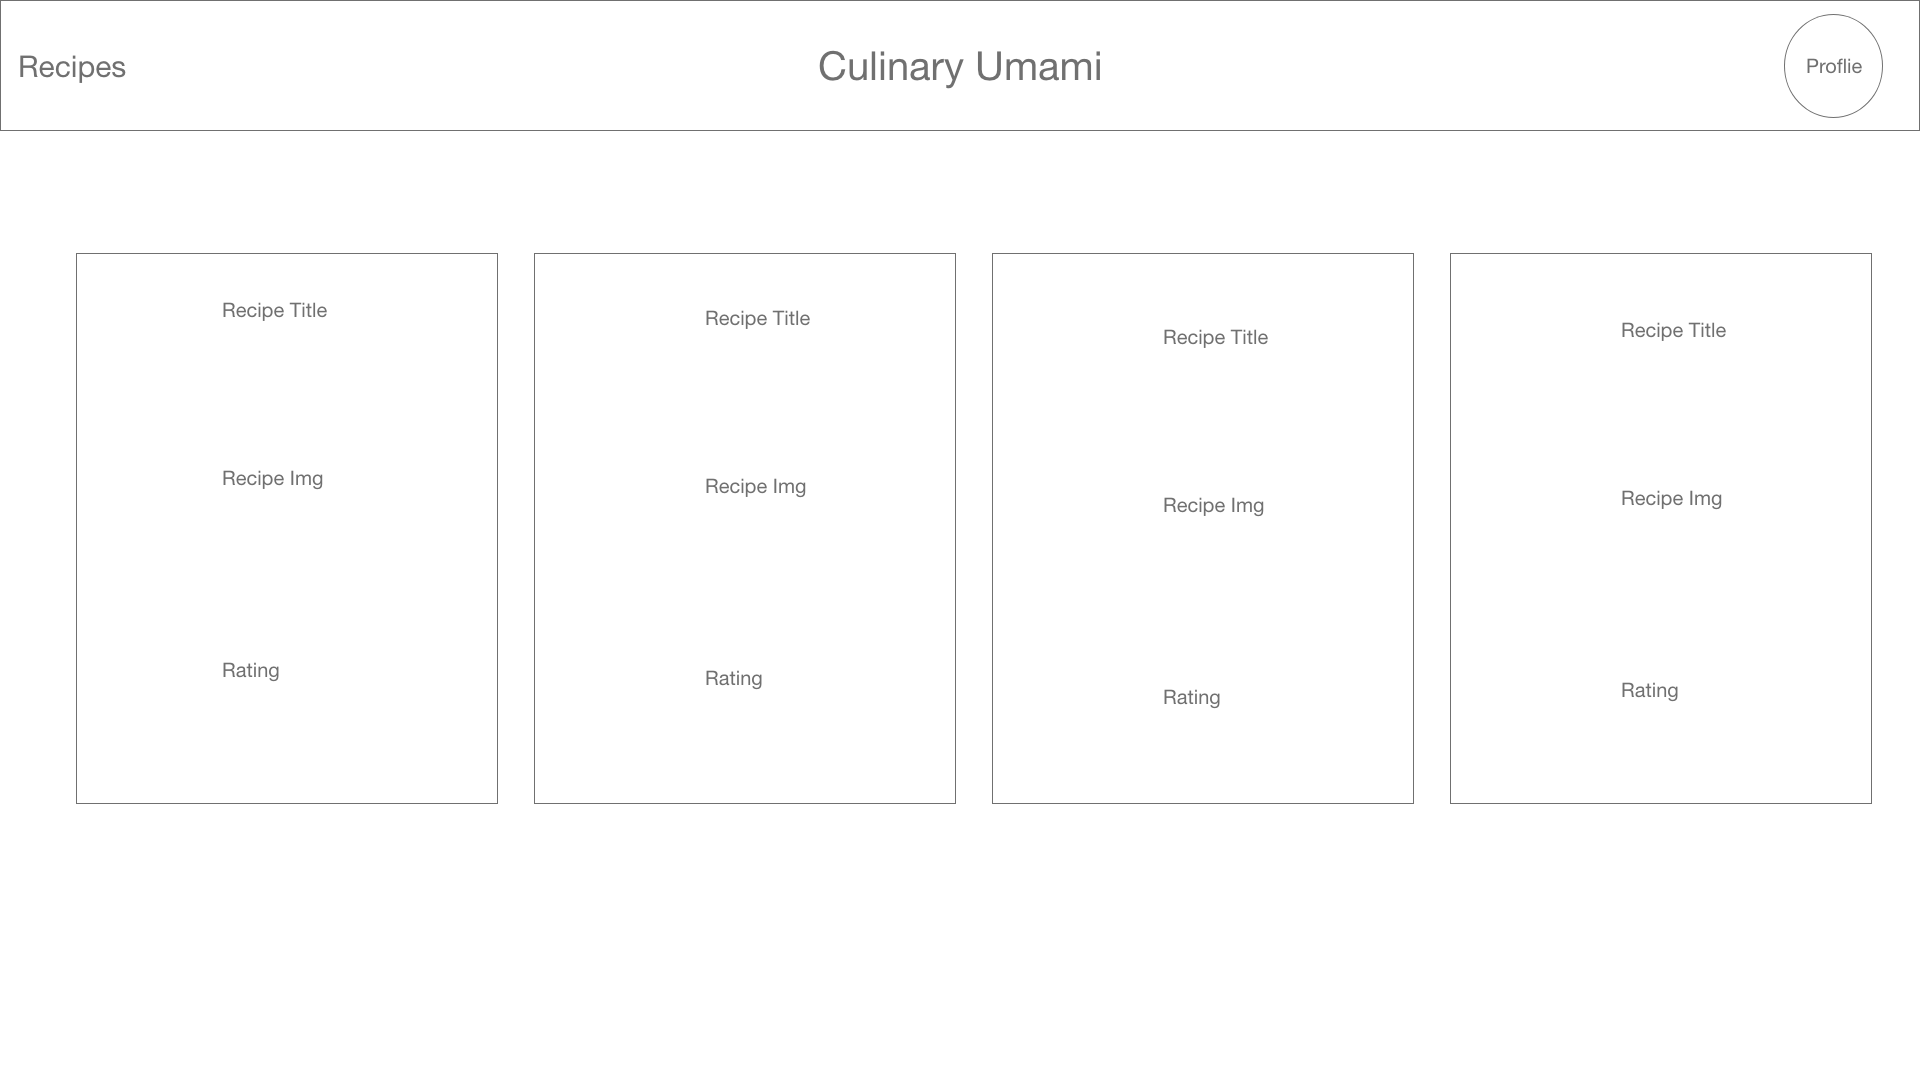 Recipes
Culinary Umami
Proflie
Recipe Title
Recipe Img
Rating
Recipe Title
Recipe Img
Rating
Recipe Title
Recipe Img
Rating
Recipe Title
Recipe Img
Rating